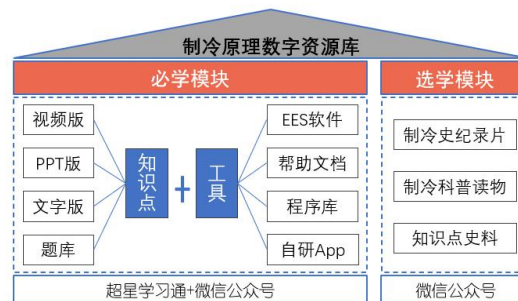 制冷原理数字资源库
必学模块
选学模块
视频版
PPT版
文字版
题库
知识点
+
工具
EES软件
帮助文档
程序库
自研App
制冷史纪录片
制冷科普读物
知识点史料
超星学习通+微信公众号
微信公众号